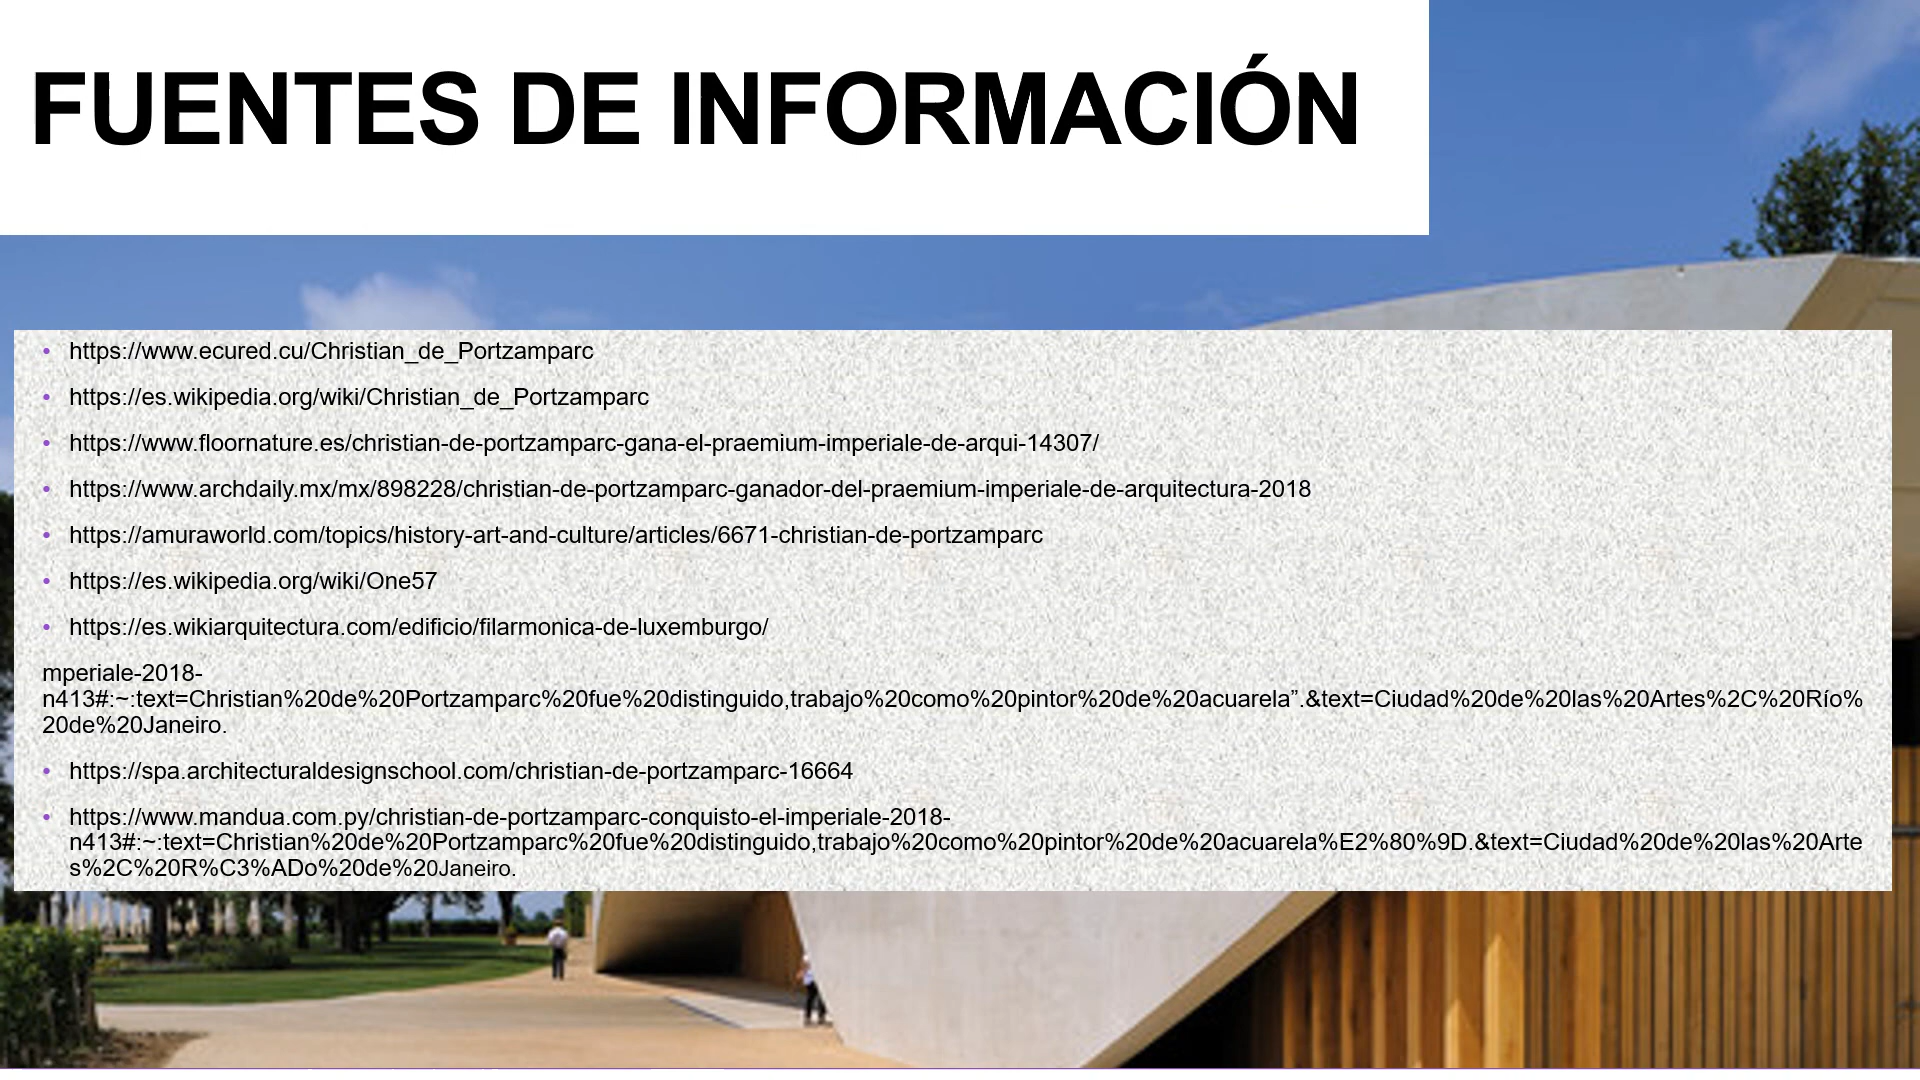 FUENTES DE INFORMACIÓN
• https://www.ecured.cu/Christian_de_Portzamparc
• https://es.wikipedia.org/wiki/Christian_de_Portzamparc
• https://www.floornature.es/christian-de-portzamparc-gana-el-praemium-imperiale-de-arqui-14307/
• https://www.archdaily.mx/mx/898228/christian-de-portzamparc-ganador-del-praemium-imperiale-de-arquitectura-2018
• https://amuraworld.com/topics/history-art-and-culture/articles/6671-christian-de-portzamparc
• https://es.wikipedia.org/wiki/One57
• https://es.wikiarquitectura.com/edificio/filarmonica-de-luxemburgo/
mperiale-2018-
n413#:~:text=Christian%20de%20Portzamparc%20fue%20distinguido,trabajo%20como%20pintor%20de%20acuarela”.&text=Ciudad%20de%20las%20Artes%2C%20Río%
20de%20Janeiro.
• https://spa.architecturaldesignschool.com/christian-de-portzamparc-16664
• https://www.mandua.com.py/christian-de-portzamparc-conquisto-el-imperiale-2018-
n413#:~:text=Christian%20de%20Portzamparc%20fue%20distinguido,trabajo%20como%20pintor%20de%20acuarela%E2%80%9D.&text=Ciudad%20de%20las%20Arte
s%2C%20R%C3%ADo%20de%20Janeiro.